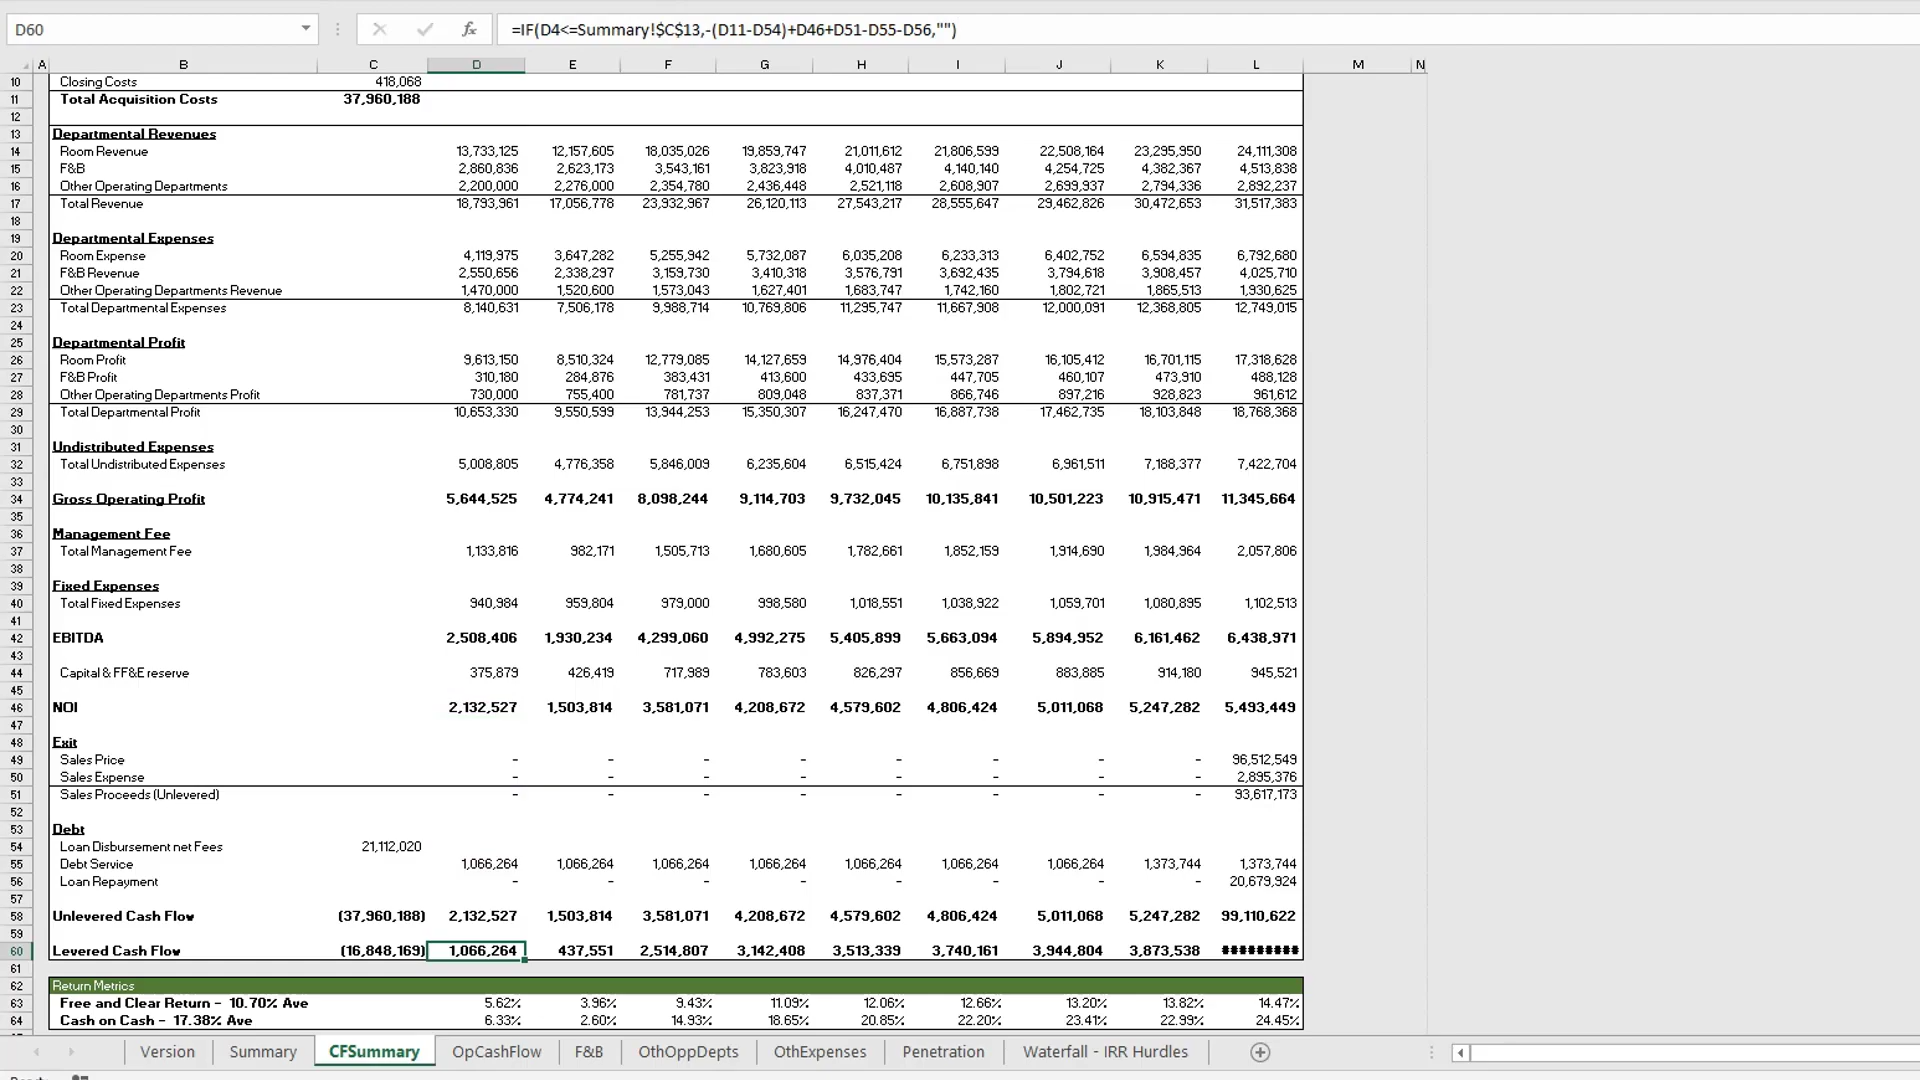 D60 fx =IF(D4<=Summary!$C$13,-(D11-D54)+D46+D51-D55-D56,"")
A B C D E F G H I J K L M N
10 Closing Costs 418,068
11 Total Acquisition Costs 37,960,188
12
13 Departmental Revenues
14 Room Revenue 13,733,125 12,157,605 18,035,026 19,859,747 21,011,612 21,806,599 22,508,164 23,295,950 24,111,308
15 F&B 2,860,836 2,623,173 3,543,161 3,823,918 4,010,487 4,140,140 4,254,725 4,382,367 4,513,838
16 Other Operating Departments 2,200,000 2,276,000 2,354,780 2,436,448 2,521,118 2,608,907 2,699,937 2,794,336 2,892,237
17 Total Revenue 18,793,961 17,056,778 23,932,967 26,120,113 27,543,217 28,555,647 29,462,826 30,472,653 31,517,383
18
19 Departmental Expenses
20 Room Expense 4,119,975 3,647,282 5,255,942 5,732,087 6,035,208 6,233,313 6,402,752 6,594,835 6,792,680
21 F&B Revenue 2,550,656 2,338,297 3,159,730 3,410,318 3,576,791 3,692,435 3,794,618 3,908,457 4,025,710
22 Other Operating Departments Revenue 1,470,000 1,520,600 1,573,043 1,627,401 1,683,747 1,742,160 1,802,721 1,865,513 1,930,625
23 Total Departmental Expenses 8,140,631 7,506,178 9,988,714 10,769,806 11,295,747 11,667,908 12,000,091 12,368,805 12,749,015
24
25 Departmental Profit
26 Room Profit 9,613,150 8,510,324 12,779,085 14,127,659 14,976,404 15,573,287 16,105,412 16,701,115 17,318,628
27 F&B Profit 310,180 284,876 383,431 413,600 433,695 447,705 460,107 473,910 488,128
28 Other Operating Departments Profit 730,000 755,400 781,737 809,048 837,371 866,746 897,216 928,823 961,612
29 Total Departmental Profit 10,653,330 9,550,599 13,944,253 15,350,307 16,247,470 16,887,738 17,462,735 18,103,848 18,768,368
30
31 Undistributed Expenses
32 Total Undistributed Expenses 5,008,805 4,776,358 5,846,009 6,235,604 6,515,424 6,751,898 6,961,511 7,188,377 7,422,704
33
34 Gross Operating Profit 5,644,525 4,774,241 8,098,244 9,114,703 9,732,045 10,135,841 10,501,223 10,915,471 11,345,664
35
36 Management Fee
37 Total Management Fee 1,133,816 982,171 1,505,713 1,680,605 1,782,661 1,852,159 1,914,690 1,984,964 2,057,806
38
39 Fixed Expenses
40 Total Fixed Expenses 940,984 959,804 979,000 998,580 1,018,551 1,038,922 1,059,701 1,080,895 1,102,513
41
42 EBITDA 2,508,406 1,930,234 4,299,060 4,992,275 5,405,899 5,663,094 5,894,952 6,161,462 6,438,971
43
44 Capital & FF&E reserve 375,879 426,419 717,989 783,603 826,297 856,669 883,885 914,180 945,521
45
46 NOI 2,132,527 1,503,814 3,581,071 4,208,672 4,579,602 4,806,424 5,011,068 5,247,282 5,493,449
47
48 Exit
49 Sales Price - - - - - - - - 96,512,549
50 Sales Expense - - - - - - - - 2,895,376
51 Sales Proceeds (Unlevered) - - - - - - - - 93,617,173
52
53 Debt
54 Loan Disbursement net Fees 21,112,020
55 Debt Service 1,066,264 1,066,264 1,066,264 1,066,264 1,066,264 1,066,264 1,066,264 1,373,744 1,373,744
56 Loan Repayment - - - - - - - - 20,679,924
57
58 Unlevered Cash Flow (37,960,188) 2,132,527 1,503,814 3,581,071 4,208,672 4,579,602 4,806,424 5,011,068 5,247,282 99,110,622
59
60 Levered Cash Flow (16,848,169) 1,066,264 437,551 2,514,807 3,142,408 3,513,339 3,740,161 3,944,804 3,873,538 #########
61
62 Return Metrics
63 Free and Clear Return - 10.70% Ave 5.62% 3.96% 9.43% 11.09% 12.06% 12.66% 13.20% 13.82% 14.47%
64 Cash on Cash - 17.38% Ave 6.33% 2.60% 14.93% 18.65% 20.85% 22.20% 23.41% 22.99% 24.45%
Version Summary CFSummary OpCashFlow F&B OthOppDepts OthExpenses Penetration Waterfall - IRR Hurdles